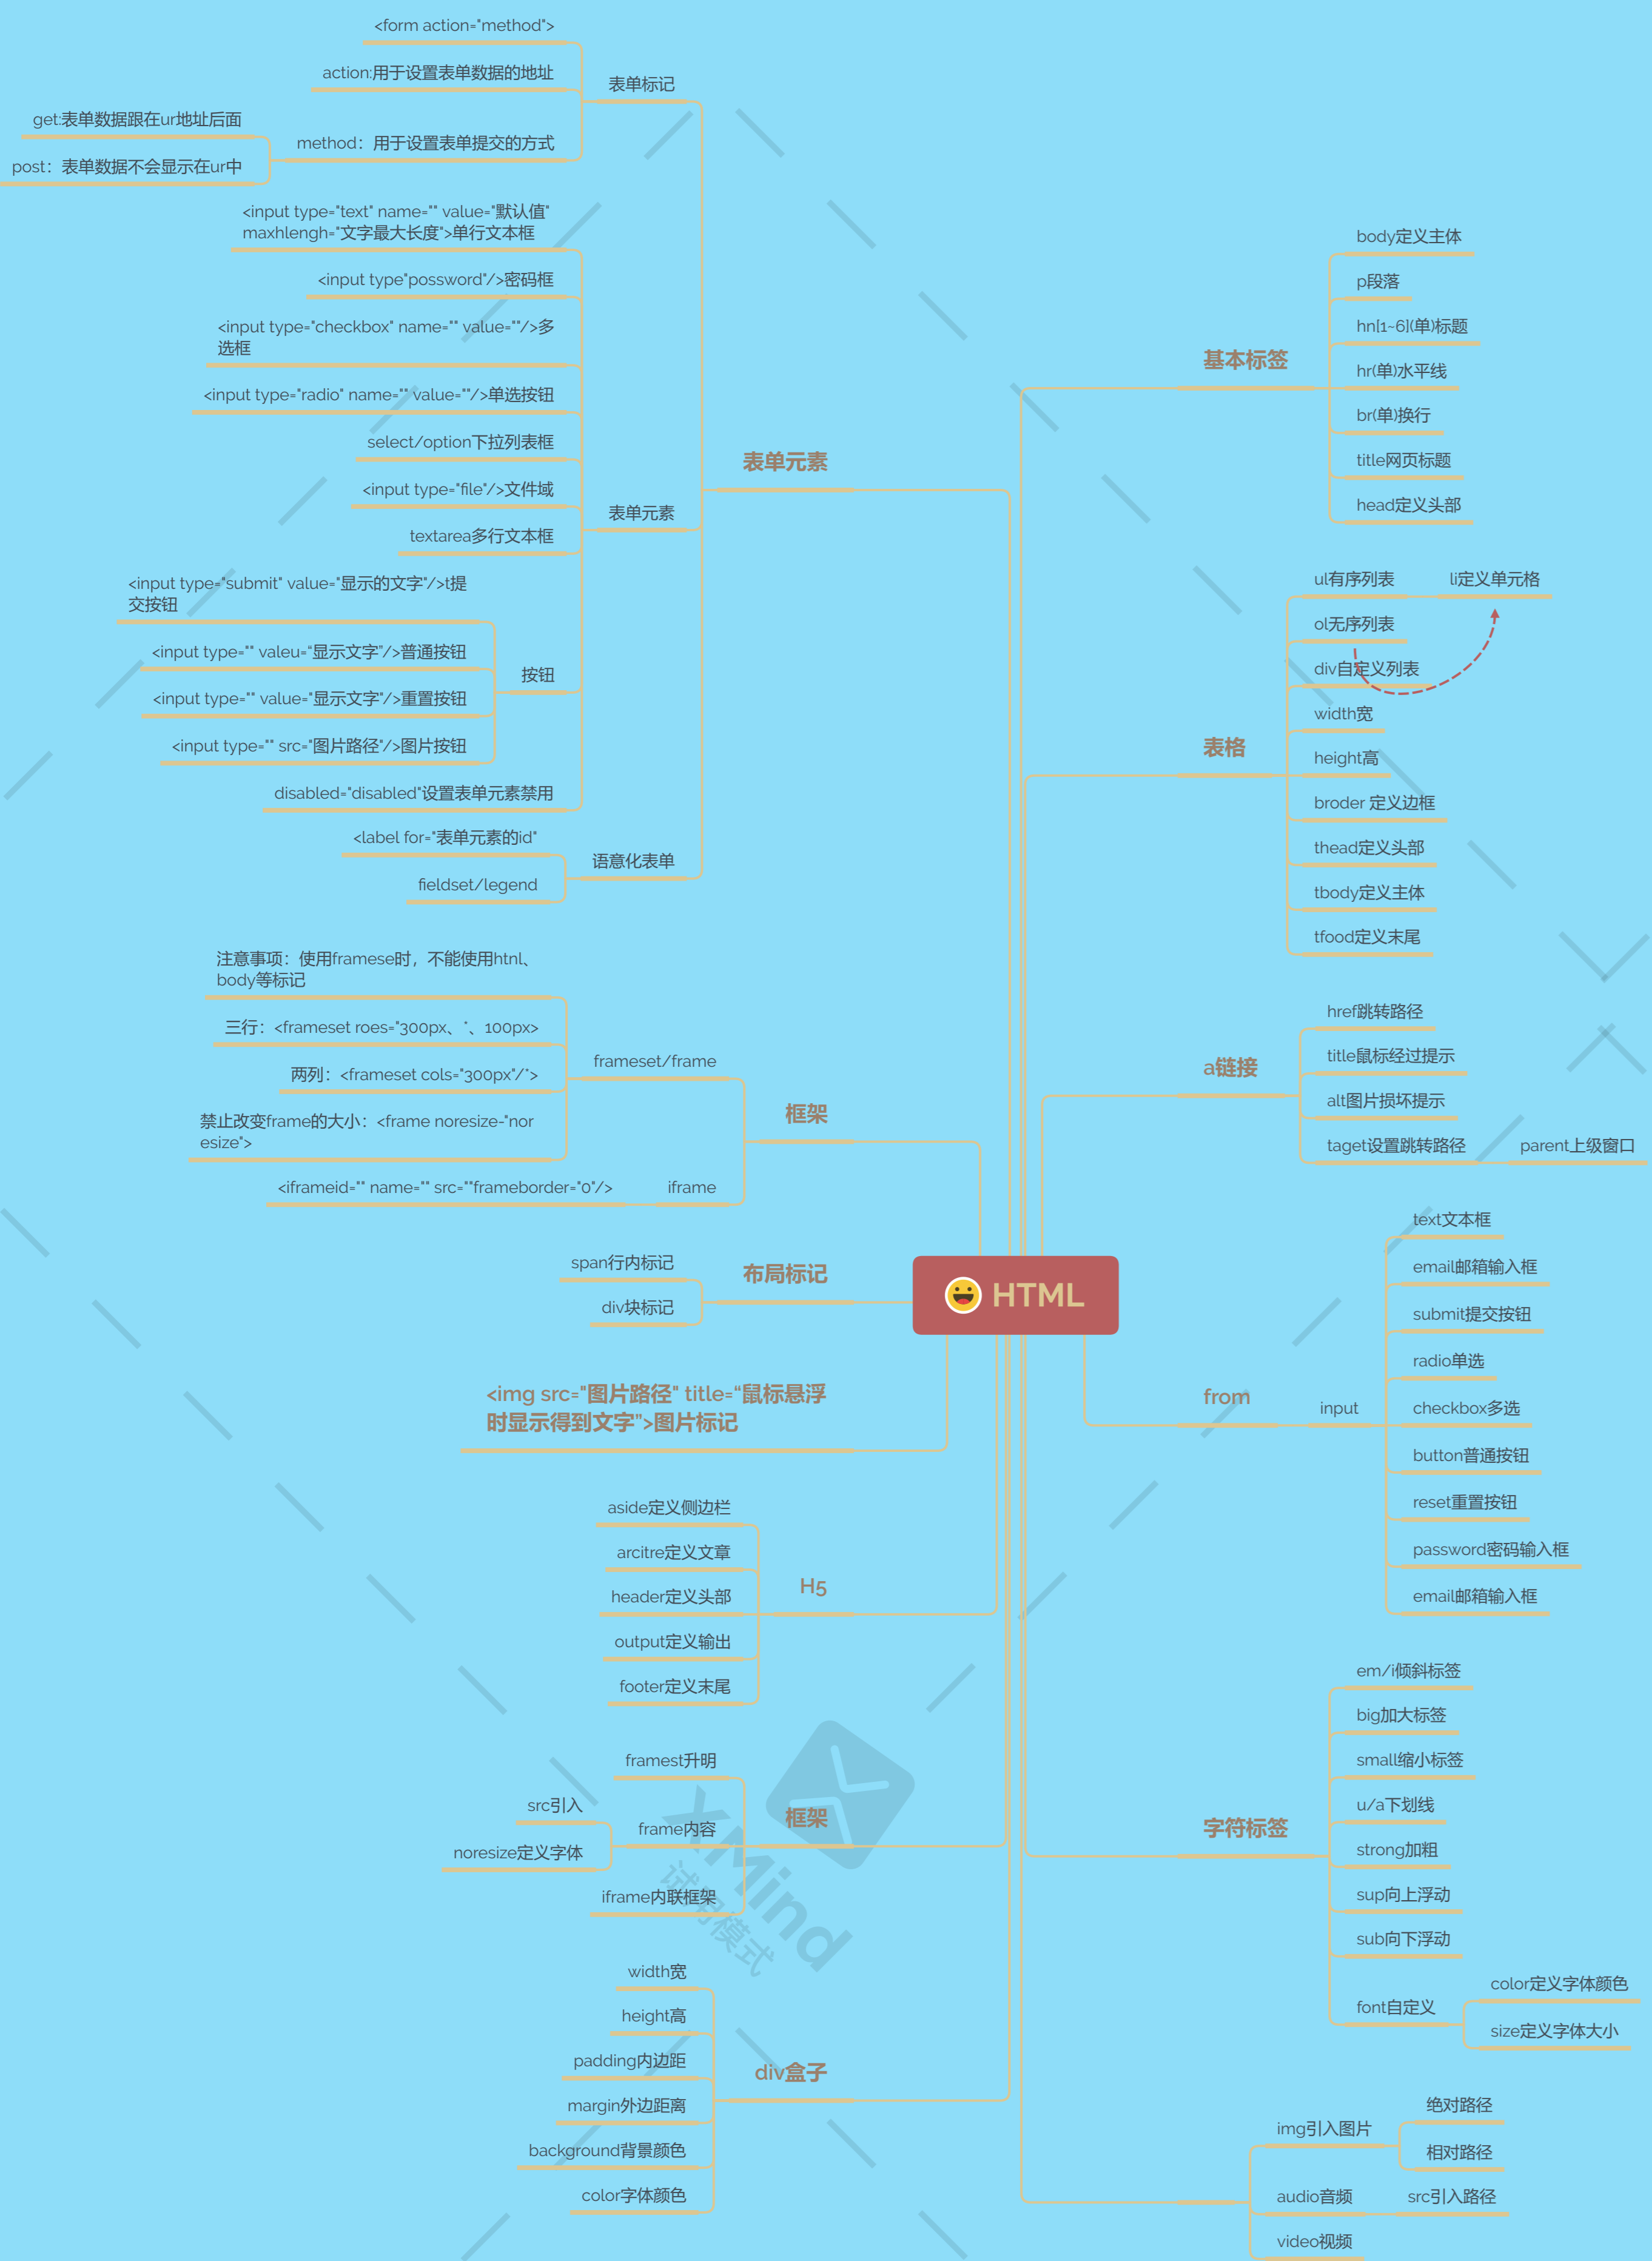 <form action="method">
action:用于设置表单数据的地址
表单标记
get:表单数据跟在ur地址后面
method：用于设置表单提交的方式
post：表单数据不会显示在ur中
<input type="text" name="" value="默认值"
maxhlengh="文字最大长度">单行文本框
<input type"possword"/>密码框
<input type="checkbox" name="" value=""/>多
选框
<input type="radio" name="" value=""/>单选按钮
select/option下拉列表框
表单元素
<input type="file"/>文件域
表单元素
textarea多行文本框
<input type="submit" value="显示的文字"/>t提
交按钮
<input type="" valeu“显示文字”/>普通按钮
按钮
<input type="" value="显示文字"/>重置按钮
<input type="" src="图片路径"/>图片按钮
disabled="disabled"设置表单元素禁用
<label for="表单元素的id"
语意化表单
fieldset/legend
注意事项：使用framese时，不能使用htnl、
body等标记
三行：<frameset roes="300px、*、100px>
frameset/frame
两列：<frameset cols="300px"/*>
框架
禁止改变frame的大小：<frame noresize-"nor
esize">
<iframeid="" name="" src=""frameborder="0"/>
iframe
span行内标记
布局标记
div块标记
HTML
<img src="图片路径" title=“鼠标悬浮
时显示得到文字”>图片标记
aside定义侧边栏
arcitre定义文章
H5
header定义头部
output定义输出
footer定义末尾
framest升明
src引入
框架
frame内容
noresize定义字体
iframe内联框架
width宽
height高
padding内边距
div盒子
margin外边距离
background背景颜色
color字体颜色
body定义主体
p段落
hn[1~6](单)标题
基本标签
hr(单)水平线
br(单)换行
title网页标题
head定义头部
ul有序列表
li定义单元格
ol无序列表
div自定义列表
width宽
表格
height高
broder 定义边框
thead定义头部
tbody定义主体
tfood定义末尾
href跳转路径
title鼠标经过提示
a链接
alt图片损坏提示
taget设置跳转路径
parent上级窗口
text文本框
email邮箱输入框
submit提交按钮
radio单选
from
input
checkbox多选
button普通按钮
reset重置按钮
password密码输入框
email邮箱输入框
em/i倾斜标签
big加大标签
small缩小标签
u/a下划线
字符标签
strong加粗
sup向上浮动
sub向下浮动
color定义字体颜色
font自定义
size定义字体大小
绝对路径
img引入图片
相对路径
audio音频
src引入路径
video视频
XMind
试用模式